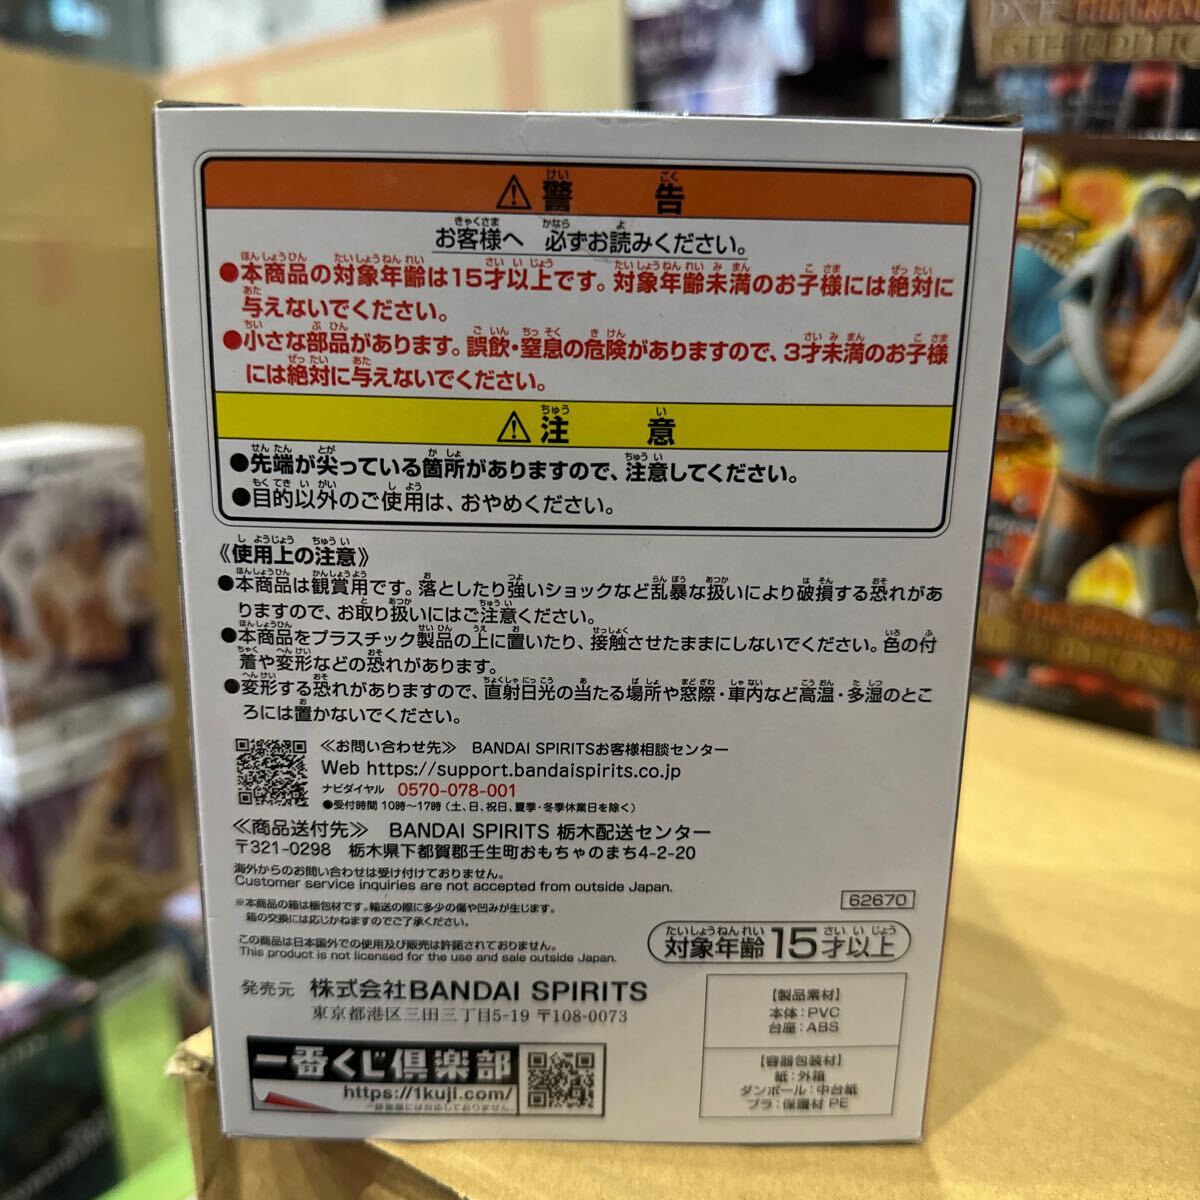 警告
お客様へ 必ずお読みください。
●本商品の対象年齢は15才以上です。対象年齢未満のお子様には絶対に
与えないでください。
●小さな部品があります。誤飲・窒息の危険がありますので、3才未満のお子様
には絶対に与えないでください。
注意
●先端が尖っている箇所がありますので、注意してください。
●目的以外のご使用は、おやめください。
《使用上の注意》
●本商品は観賞用です。落としたり強いショックなど乱暴な扱いにより破損する恐れがあ
りますので、お取り扱いにはご注意ください。
●本商品をプラスチック製品の上に置いたり、接触させたままにしないでください。色の付
着や変形などの恐れがあります。
●変形する恐れがありますので、直射日光の当たる場所や窓際・車内など高温・多湿のとこ
ろには置かないでください。
≪お問い合わせ先≫ BANDAI SPIRITSお客様相談センター
Web https://support.bandaispirits.co.jp
ナビダイヤル 0570-078-001
●受付時間 10時～17時(土、日、祝日、夏季・冬季休業日を除く)
≪商品送付先≫ BANDAI SPIRITS 栃木配送センター
〒321-0298 栃木県下都賀郡壬生町おもちゃのまち4-2-20
海外からのお問い合わせは受け付けておりません。
Customer service inquiries are not accepted from outside Japan.
※本商品の箱は梱包材です。輸送の際に多少の傷や凹みが生じます。
箱の交換には応じかねますのでご了承ください。
62670
この商品は日本国外での使用及び販売は許諾されておりません。
This product is not licensed for the use and sale outside Japan.
対象年齢 15才以上
発売元 株式会社BANDAI SPIRITS
東京都港区三田三丁目5-19 〒108-0073
【製品素材】
本体:PVC
台座:ABS
【容器包装材】
紙:外箱
ダンボール:中台紙
プラ:保護材 PE
一番くじ倶楽部
https://1kuji.com/